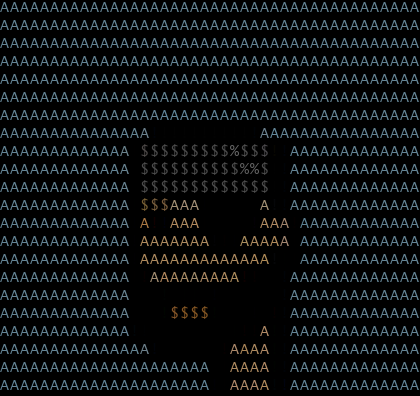 AAAAAAAAAAAAAAAAAAAAAAAAAAAAAAAAAAAAAAAAAA
AAAAAAAAAAAAAAAAAAAAAAAAAAAAAAAAAAAAAAAAAA
AAAAAAAAAAAAAAAAAAAAAAAAAAAAAAAAAAAAAAAAAA
AAAAAAAAAAAAAAAAAAAAAAAAAAAAAAAAAAAAAAAAAA
AAAAAAAAAAAAAAAAAAAAAAAAAAAAAAAAAAAAAAAAAA
AAAAAAAAAAAAAAAAAAAAAAAAAAAAAAAAAAAAAAAAAA
AAAAAAAAAAAAAAAAAAAAAAAAAAAAAAAAAAAAAAAAAA
AAAAAAAAAAAAAAA           AAAAAAAAAAAAAAAA
AAAAAAAAAAAAA $$$$$$$$$%$$$  AAAAAAAAAAAAA
AAAAAAAAAAAAA $$$$$$$$$$%%$  AAAAAAAAAAAAA
AAAAAAAAAAAAA $$$$$$$$$$$$$  AAAAAAAAAAAAA
AAAAAAAAAAAAA $$$AAA      A  AAAAAAAAAAAAA
AAAAAAAAAAAAA A  AAA      AAA AAAAAAAAAAAA
AAAAAAAAAAAAA AAAAAAA   AAAAA AAAAAAAAAAAA
AAAAAAAAAAAAA AAAAAAAAAAAAA   AAAAAAAAAAAA
AAAAAAAAAAAAA  AAAAAAAAA     AAAAAAAAAAAAA
AAAAAAAAAAAAA                AAAAAAAAAAAAA
AAAAAAAAAAAAA    $$$$        AAAAAAAAAAAAA
AAAAAAAAAAAAA             A  AAAAAAAAAAAAA
AAAAAAAAAAAAAAA        AAAA  AAAAAAAAAAAAA
AAAAAAAAAAAAAAAAAAAAA  AAAA  AAAAAAAAAAAAA
AAAAAAAAAAAAAAAAAAAAA  AAAA  AAAAAAAAAAAAA